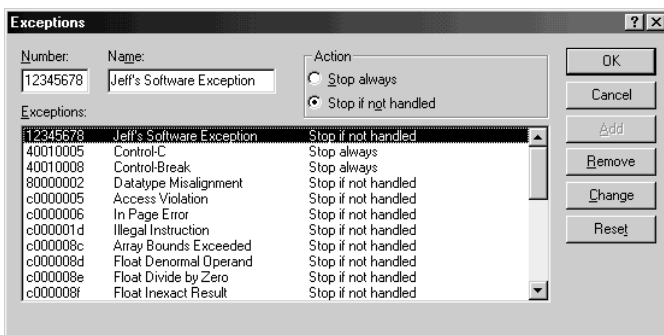 Exceptions
Number: Name: Action
12345678 Jeff's Software Exception Stop always
Stop if not handled
Exceptions:
12345678 Jeff's Software Exception Stop if not handled
40010005 Control-C Stop always
40010008 Control-Break Stop always
80000002 Datatype Misalignment Stop if not handled
c0000005 Access Violation Stop if not handled
c0000006 In Page Error Stop if not handled
c000001d Illegal Instruction Stop if not handled
c000008c Array Bounds Exceeded Stop if not handled
c000008d Float Denormal Operand Stop if not handled
c000008e Float Divide by Zero Stop if not handled
c000008f Float Inexact Result Stop if not handled
OK
Cancel
Add
Remove
Change
Reset